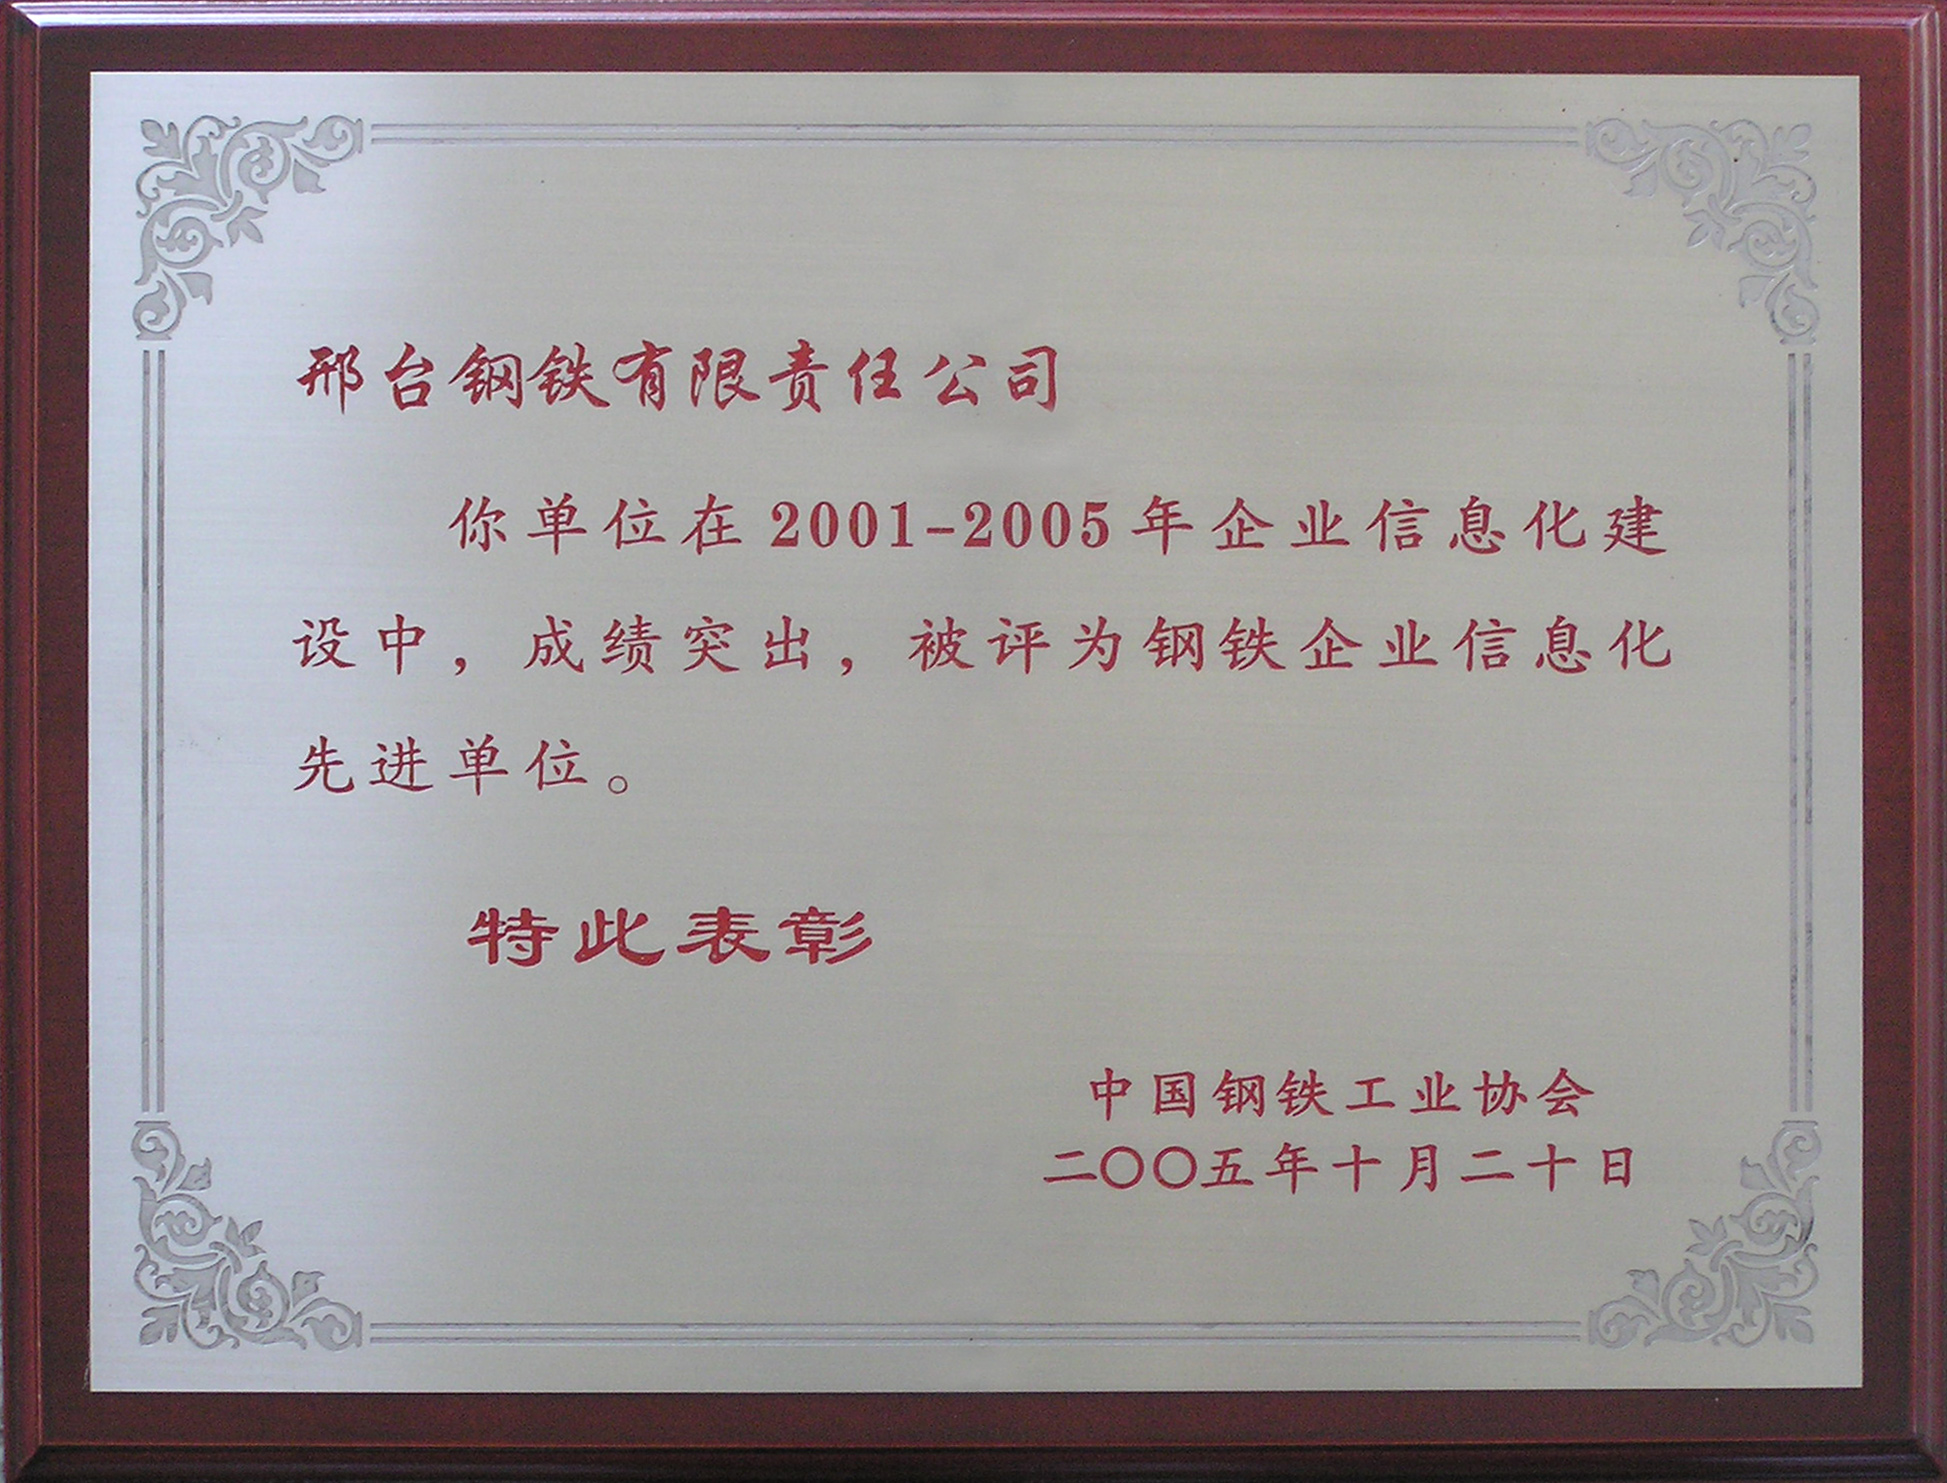 邢台钢铁有限责任公司
你单位在2001-2005年企业信息化建
设中，成绩突出，被评为钢铁企业信息化
先进单位。
特此表彰
中国钢铁工业协会
二〇〇五年十月二十日